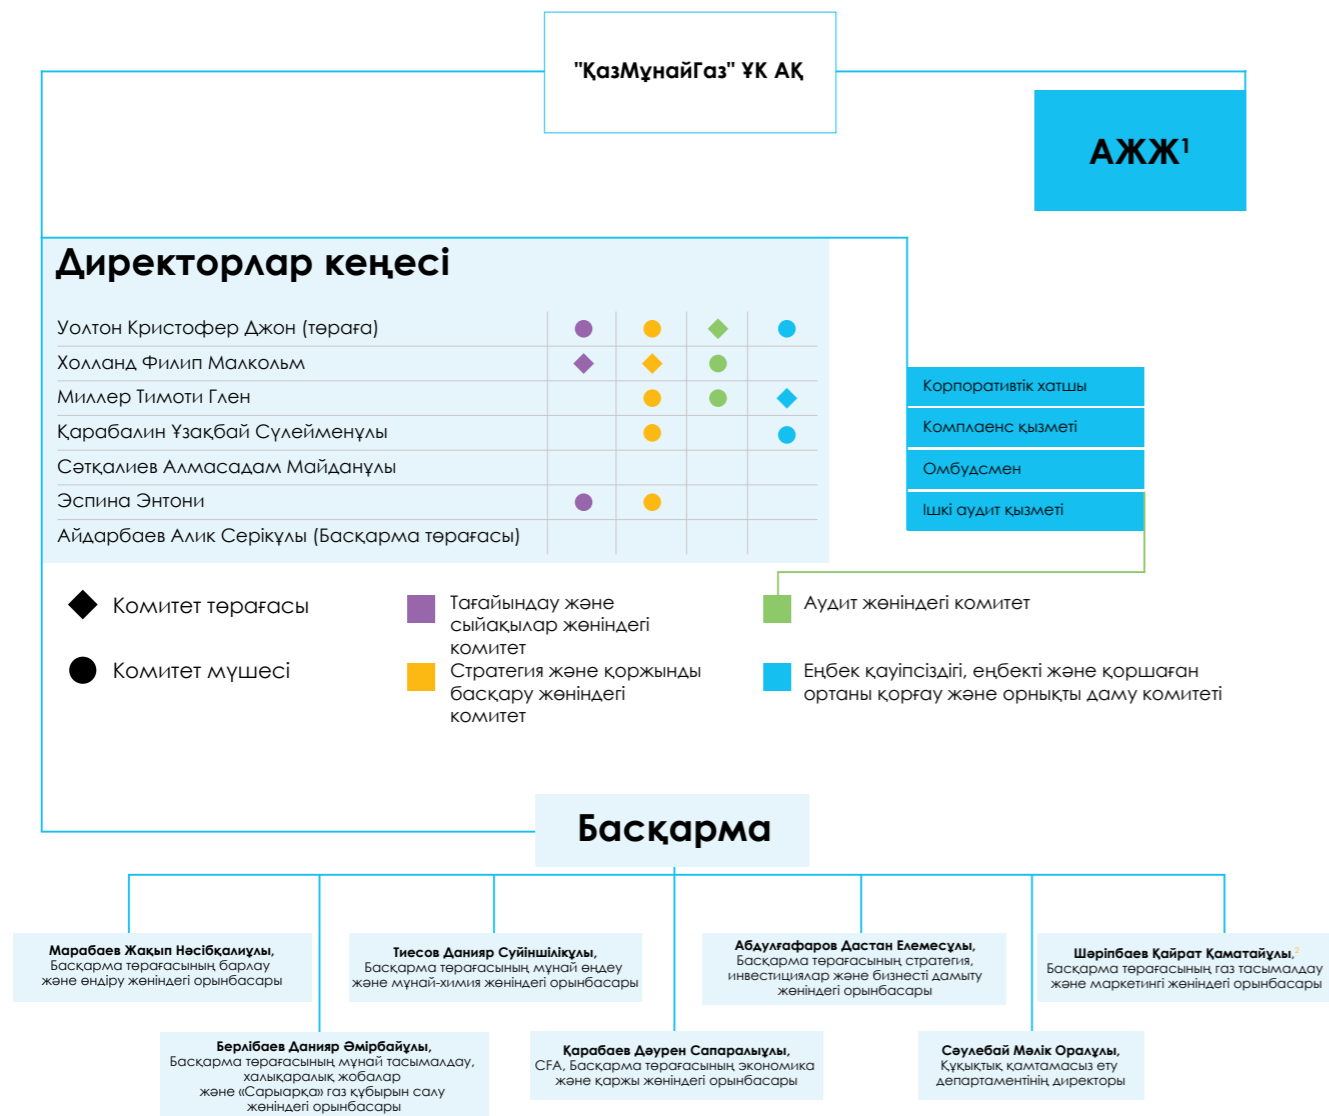 "ҚазМұнайГаз" ҰК АҚ
АЖЖ¹
Директорлар кеңесі
Уолтон Кристофер Джон (төраға)
Холланд Филип Малкольм
Миллер Тимоти Глен
Қарабалин Ұзақбай Сүлейменұлы
Сәтқалиев Алмасадам Майданұлы
Эспина Энтони
Айдарбаев Алик Серікұлы (Басқарма төрағасы)
Корпоративтік хатшы
Комплаенс қызметі
Омбудсмен
Ішкі аудит қызметі
Комитет төрағасы
Комитет мүшесі
Тағайындау және
сыйақылар жөніндегі
комитет
Стратегия және қоржынды
басқару жөніндегі
комитет
Аудит жөніндегі комитет
Еңбек қауіпсіздігі, еңбекті және қоршаған
ортаны қорғау және орнықты даму комитеті
Басқарма
Марабаев Жақып Нәсібқалиұлы,
Басқарма төрағасының барлау
және өндіру жөніндегі орынбасары
Тиесов Данияр Суйіншілікұлы,
Басқарма төрағасының мұнай өңдеу
және мұнай-химия жөніндегі орынбасары
Абдулғафаров Дастан Елемесұлы,
Басқарма төрағасының стратегия,
инвестициялар және бизнесті дамыту
жөніндегі орынбасары
Шәріпбаев Қайрат Қаматайұлы,²
Басқарма төрағасының газ тасымалдау
және маркетингі жөніндегі орынбасары
Берлібаев Данияр Әмірбайұлы,
Басқарма төрағасының мұнай тасымалдау,
халықаралық жобалар
және «Сарыарқа» газ құбырын салу
жөніндегі орынбасары
Қарабаев Дәурен Сапаралыұлы,
CFA, Басқарма төрағасының экономика
және қаржы жөніндегі орынбасары
Сәулебай Мәлік Оралұлы,
Құқықтық қамтамасыз ету
департаментінің директоры